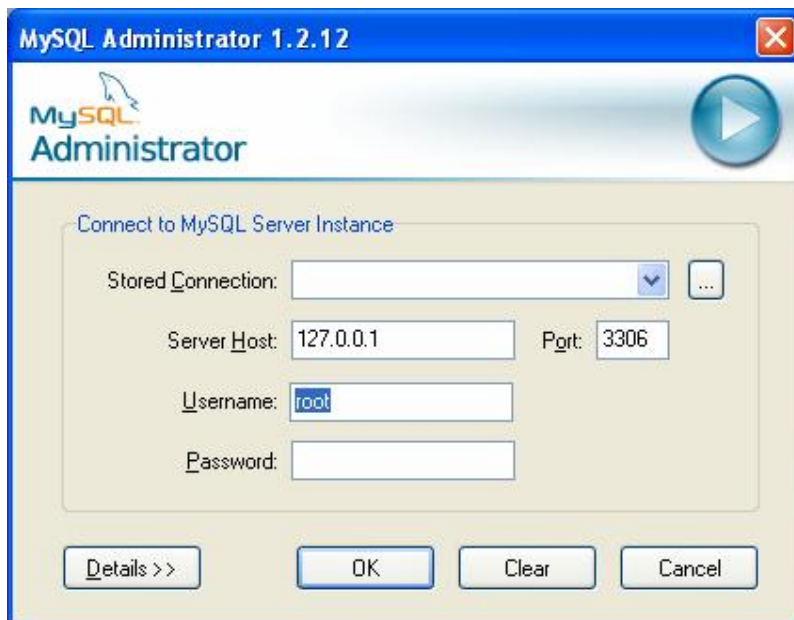 MySQL Administrator 1.2.12
MySQL
Administrator
Connect to MySQL Server Instance
Stored Connection:
...
Server Host: 127.0.0.1 Port: 3306
Username: root
Password:
Details >> OK Clear Cancel